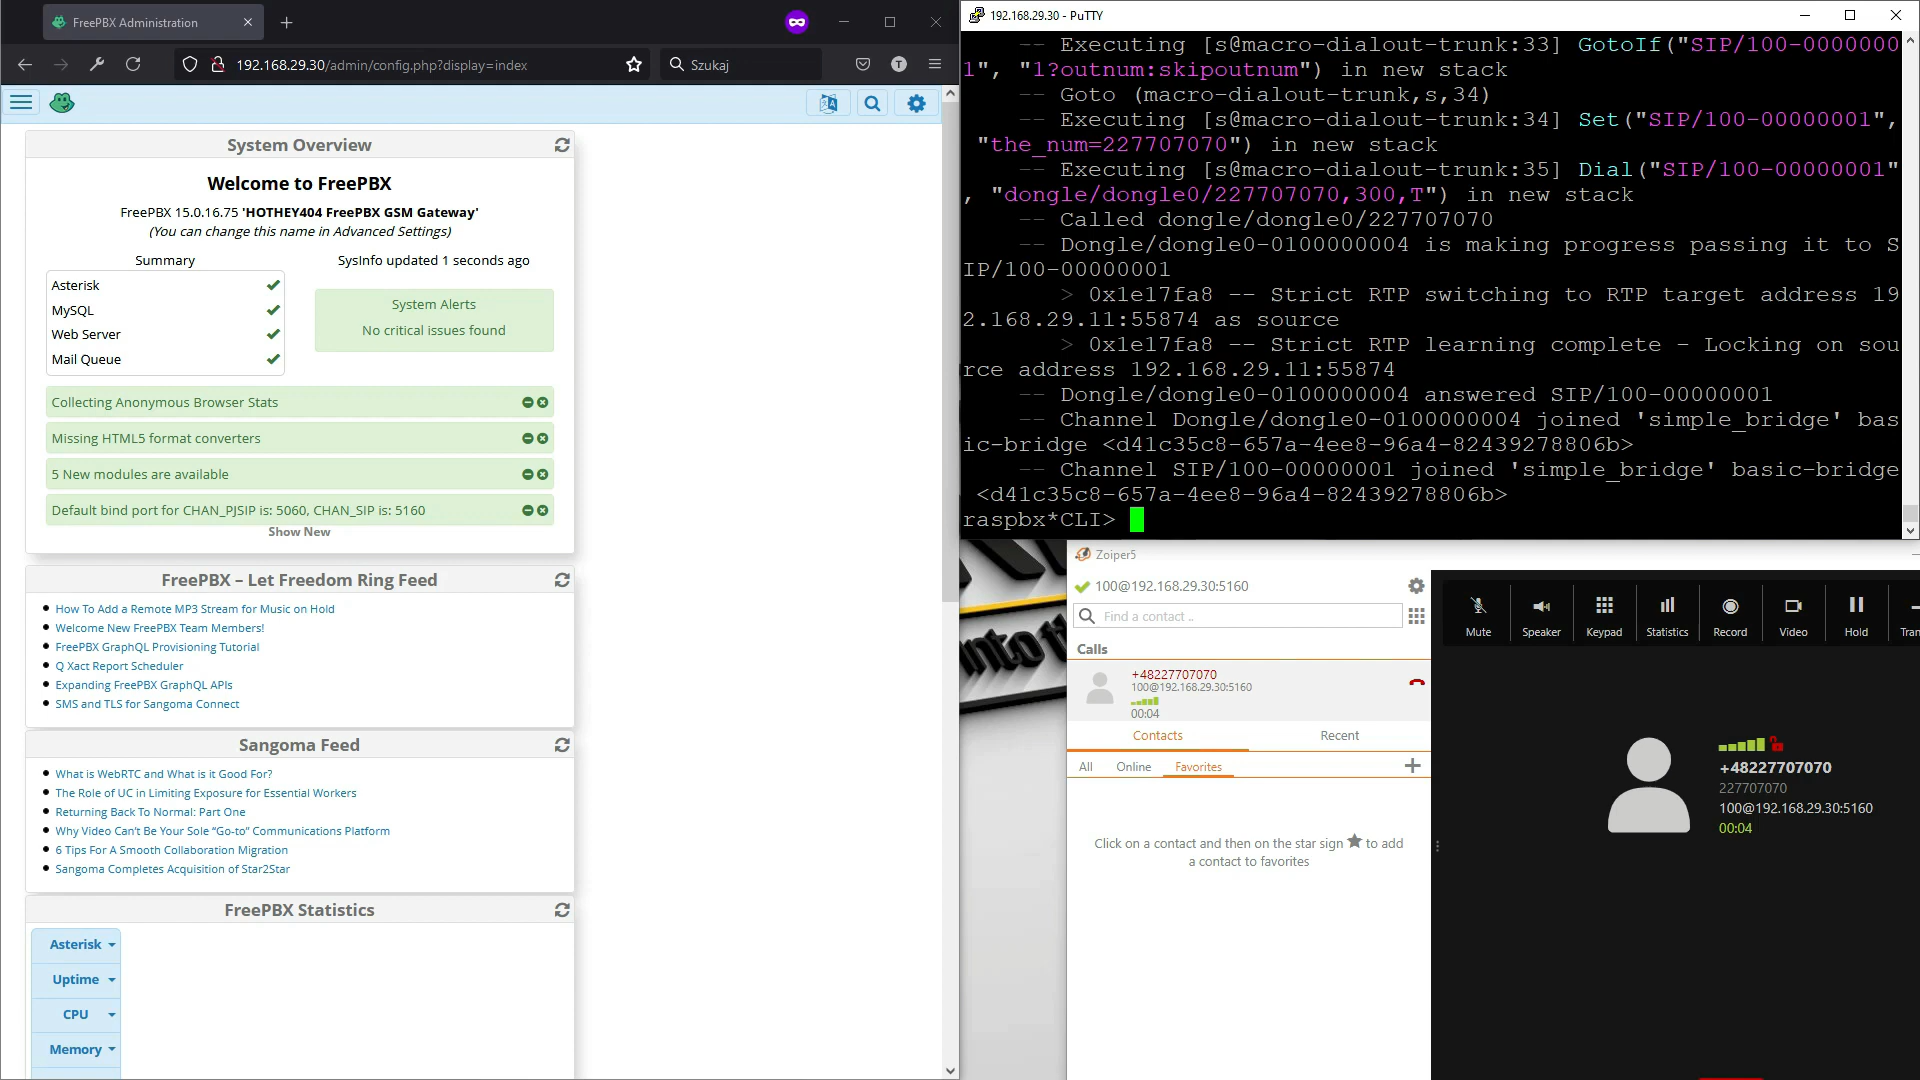 FreePBX Administration
192.168.29.30/admin/config.php?display=index
Szukaj
T
System Overview
Welcome to FreePBX
FreePBX 15.0.16.75 'HOTHEY404 FreePBX GSM Gateway'
(You can change this name in Advanced Settings)
Summary
SysInfo updated 1 seconds ago
Asterisk
MySQL
Web Server
Mail Queue
System Alerts
No critical issues found
Collecting Anonymous Browser Stats
Missing HTML5 format converters
5 New modules are available
Default bind port for CHAN_PJSIP is: 5060, CHAN_SIP is: 5160
Show New
FreePBX – Let Freedom Ring Feed
How To Add a Remote MP3 Stream for Music on Hold
Welcome New FreePBX Team Members!
FreePBX GraphQL Provisioning Tutorial
Q Xact Report Scheduler
Expanding FreePBX GraphQL APIs
SMS and TLS for Sangoma Connect
Sangoma Feed
What is WebRTC and What is it Good For?
The Role of UC in Limiting Exposure for Essential Workers
Returning Back To Normal: Part One
Why Video Can't Be Your Sole “Go-to” Communications Platform
6 Tips For A Smooth Collaboration Migration
Sangoma Completes Acquisition of Star2Star
FreePBX Statistics
Asterisk
Uptime
CPU
Memory
192.168.29.30 - PuTTY
-- Executing [s@macro-dialout-trunk:33] GotoIf("SIP/100-0000000
1", "1?outnum:skipoutnum") in new stack
-- Goto (macro-dialout-trunk,s,34)
-- Executing [s@macro-dialout-trunk:34] Set("SIP/100-00000001",
"the_num=227707070") in new stack
-- Executing [s@macro-dialout-trunk:35] Dial("SIP/100-00000001"
, "dongle/dongle0/227707070,300,T") in new stack
-- Called dongle/dongle0/227707070
-- Dongle/dongle0-0100000004 is making progress passing it to S
IP/100-00000001
> 0x1e17fa8 -- Strict RTP switching to RTP target address 19
2.168.29.11:55874 as source
> 0x1e17fa8 -- Strict RTP learning complete - Locking on sou
rce address 192.168.29.11:55874
-- Dongle/dongle0-0100000004 answered SIP/100-00000001
-- Channel Dongle/dongle0-0100000004 joined 'simple_bridge' bas
ic-bridge <d41c35c8-657a-4ee8-96a4-82439278806b>
-- Channel SIP/100-00000001 joined 'simple_bridge' basic-bridge
<d41c35c8-657a-4ee8-96a4-82439278806b>
raspbx*CLI>
Zoiper5
100@192.168.29.30:5160
Find a contact ..
Calls
+48227707070
100@192.168.29.30:5160
00:04
Contacts
Recent
All
Online
Favorites
Click on a contact and then on the star sign to add
a contact to favorites
Mute
Speaker
Keypad
Statistics
Record
Video
Hold
Tran
+48227707070
227707070
100@192.168.29.30:5160
00:04